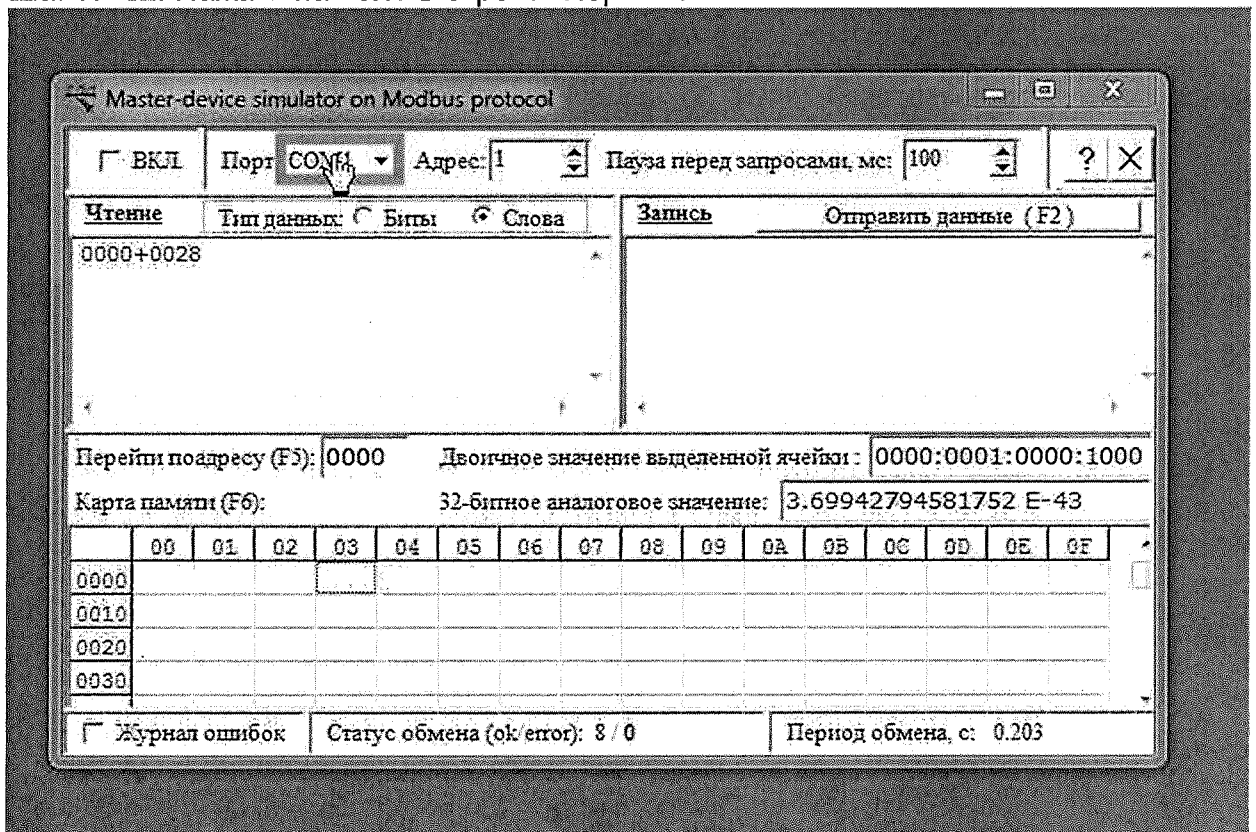 Master-device simulator on Modbus protocol
ВКЛ Порт Адрес: 1 Пауза перед запросами, мс: 100 ? X
Чтение Тип данных: Биты Слова Запись Отправить данные (F2)
0000+0028
Перейти по адресу (F5): 0000 Двоичное значение выделенной ячейки: 0000:0001:0000:1000
Карта памяти (F6): 32-битное аналоговое значение: 3.69942794581752 E-43
00 01 02 03 04 05 06 07 08 09 0A 0B 0C 0D 0E 0F
0000
0010
0020
0030
Журнал ошибок Статус обмена (ok/error): 8 / 0 Период обмена, с: 0.203